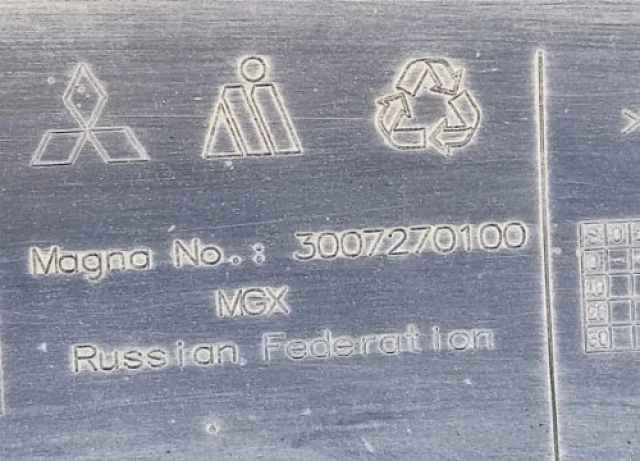 Magna No.: 3007270100
MGX
Russian Federation